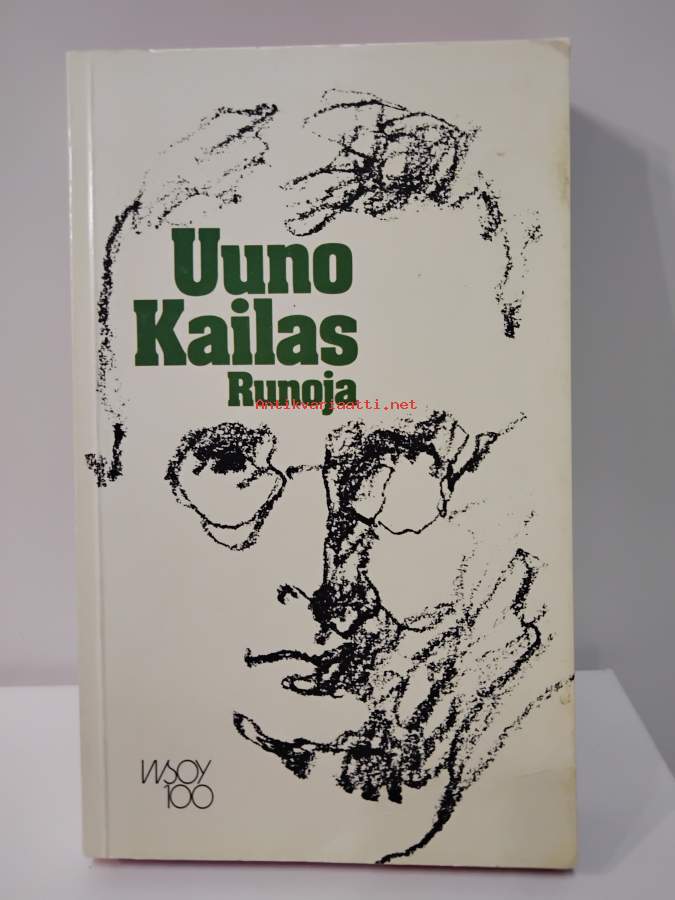 Uuno
Kailas
Runoja
Antikvariaatti.net
WSOY
100